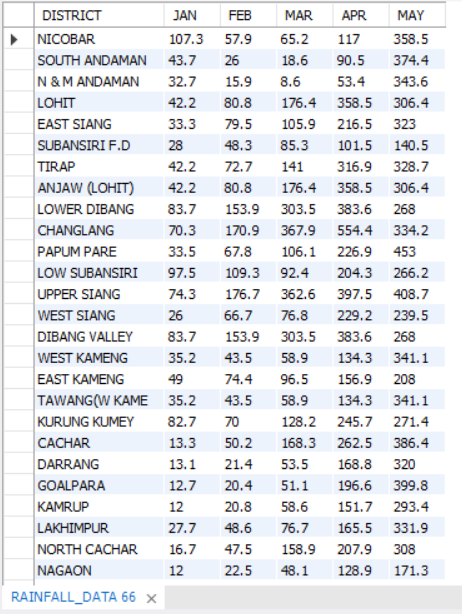 DISTRICT JAN FEB MAR APR MAY
NICOBAR 107.3 57.9 65.2 117 358.5
SOUTH ANDAMAN 43.7 26 18.6 90.5 374.4
N & M ANDAMAN 32.7 15.9 8.6 53.4 343.6
LOHIT 42.2 80.8 176.4 358.5 306.4
EAST SIANG 33.3 79.5 105.9 216.5 323
SUBANSIRI F.D 28 48.3 85.3 101.5 140.5
TIRAP 42.2 72.7 141 316.9 328.7
ANJAW (LOHIT) 42.2 80.8 176.4 358.5 306.4
LOWER DIBANG 83.7 153.9 303.5 383.6 268
CHANGLANG 70.3 170.9 367.9 554.4 334.2
PAPUM PARE 33.5 67.8 106.1 226.9 453
LOW SUBANSIRI 97.5 109.3 92.4 204.3 266.2
UPPER SIANG 74.3 176.7 362.6 397.5 408.7
WEST SIANG 26 66.7 76.8 229.2 239.5
DIBANG VALLEY 83.7 153.9 303.5 383.6 268
WEST KAMENG 35.2 43.5 58.9 134.3 341.1
EAST KAMENG 49 74.4 96.5 156.9 208
TAWANG(W KAME 35.2 43.5 58.9 134.3 341.1
KURUNG KUMEY 82.7 70 128.2 245.7 271.4
CACHAR 13.3 50.2 168.3 262.5 386.4
DARRANG 13.1 21.4 53.5 168.8 320
GOALPARA 12.7 20.4 51.1 196.6 399.8
KAMRUP 12 20.8 58.6 151.7 293.4
LAKHIMPUR 27.7 48.6 76.7 165.5 331.9
NORTH CACHAR 16.7 47.5 158.9 207.9 308
NAGAON 12 22.5 48.1 128.9 171.3
RAINFALL_DATA 66